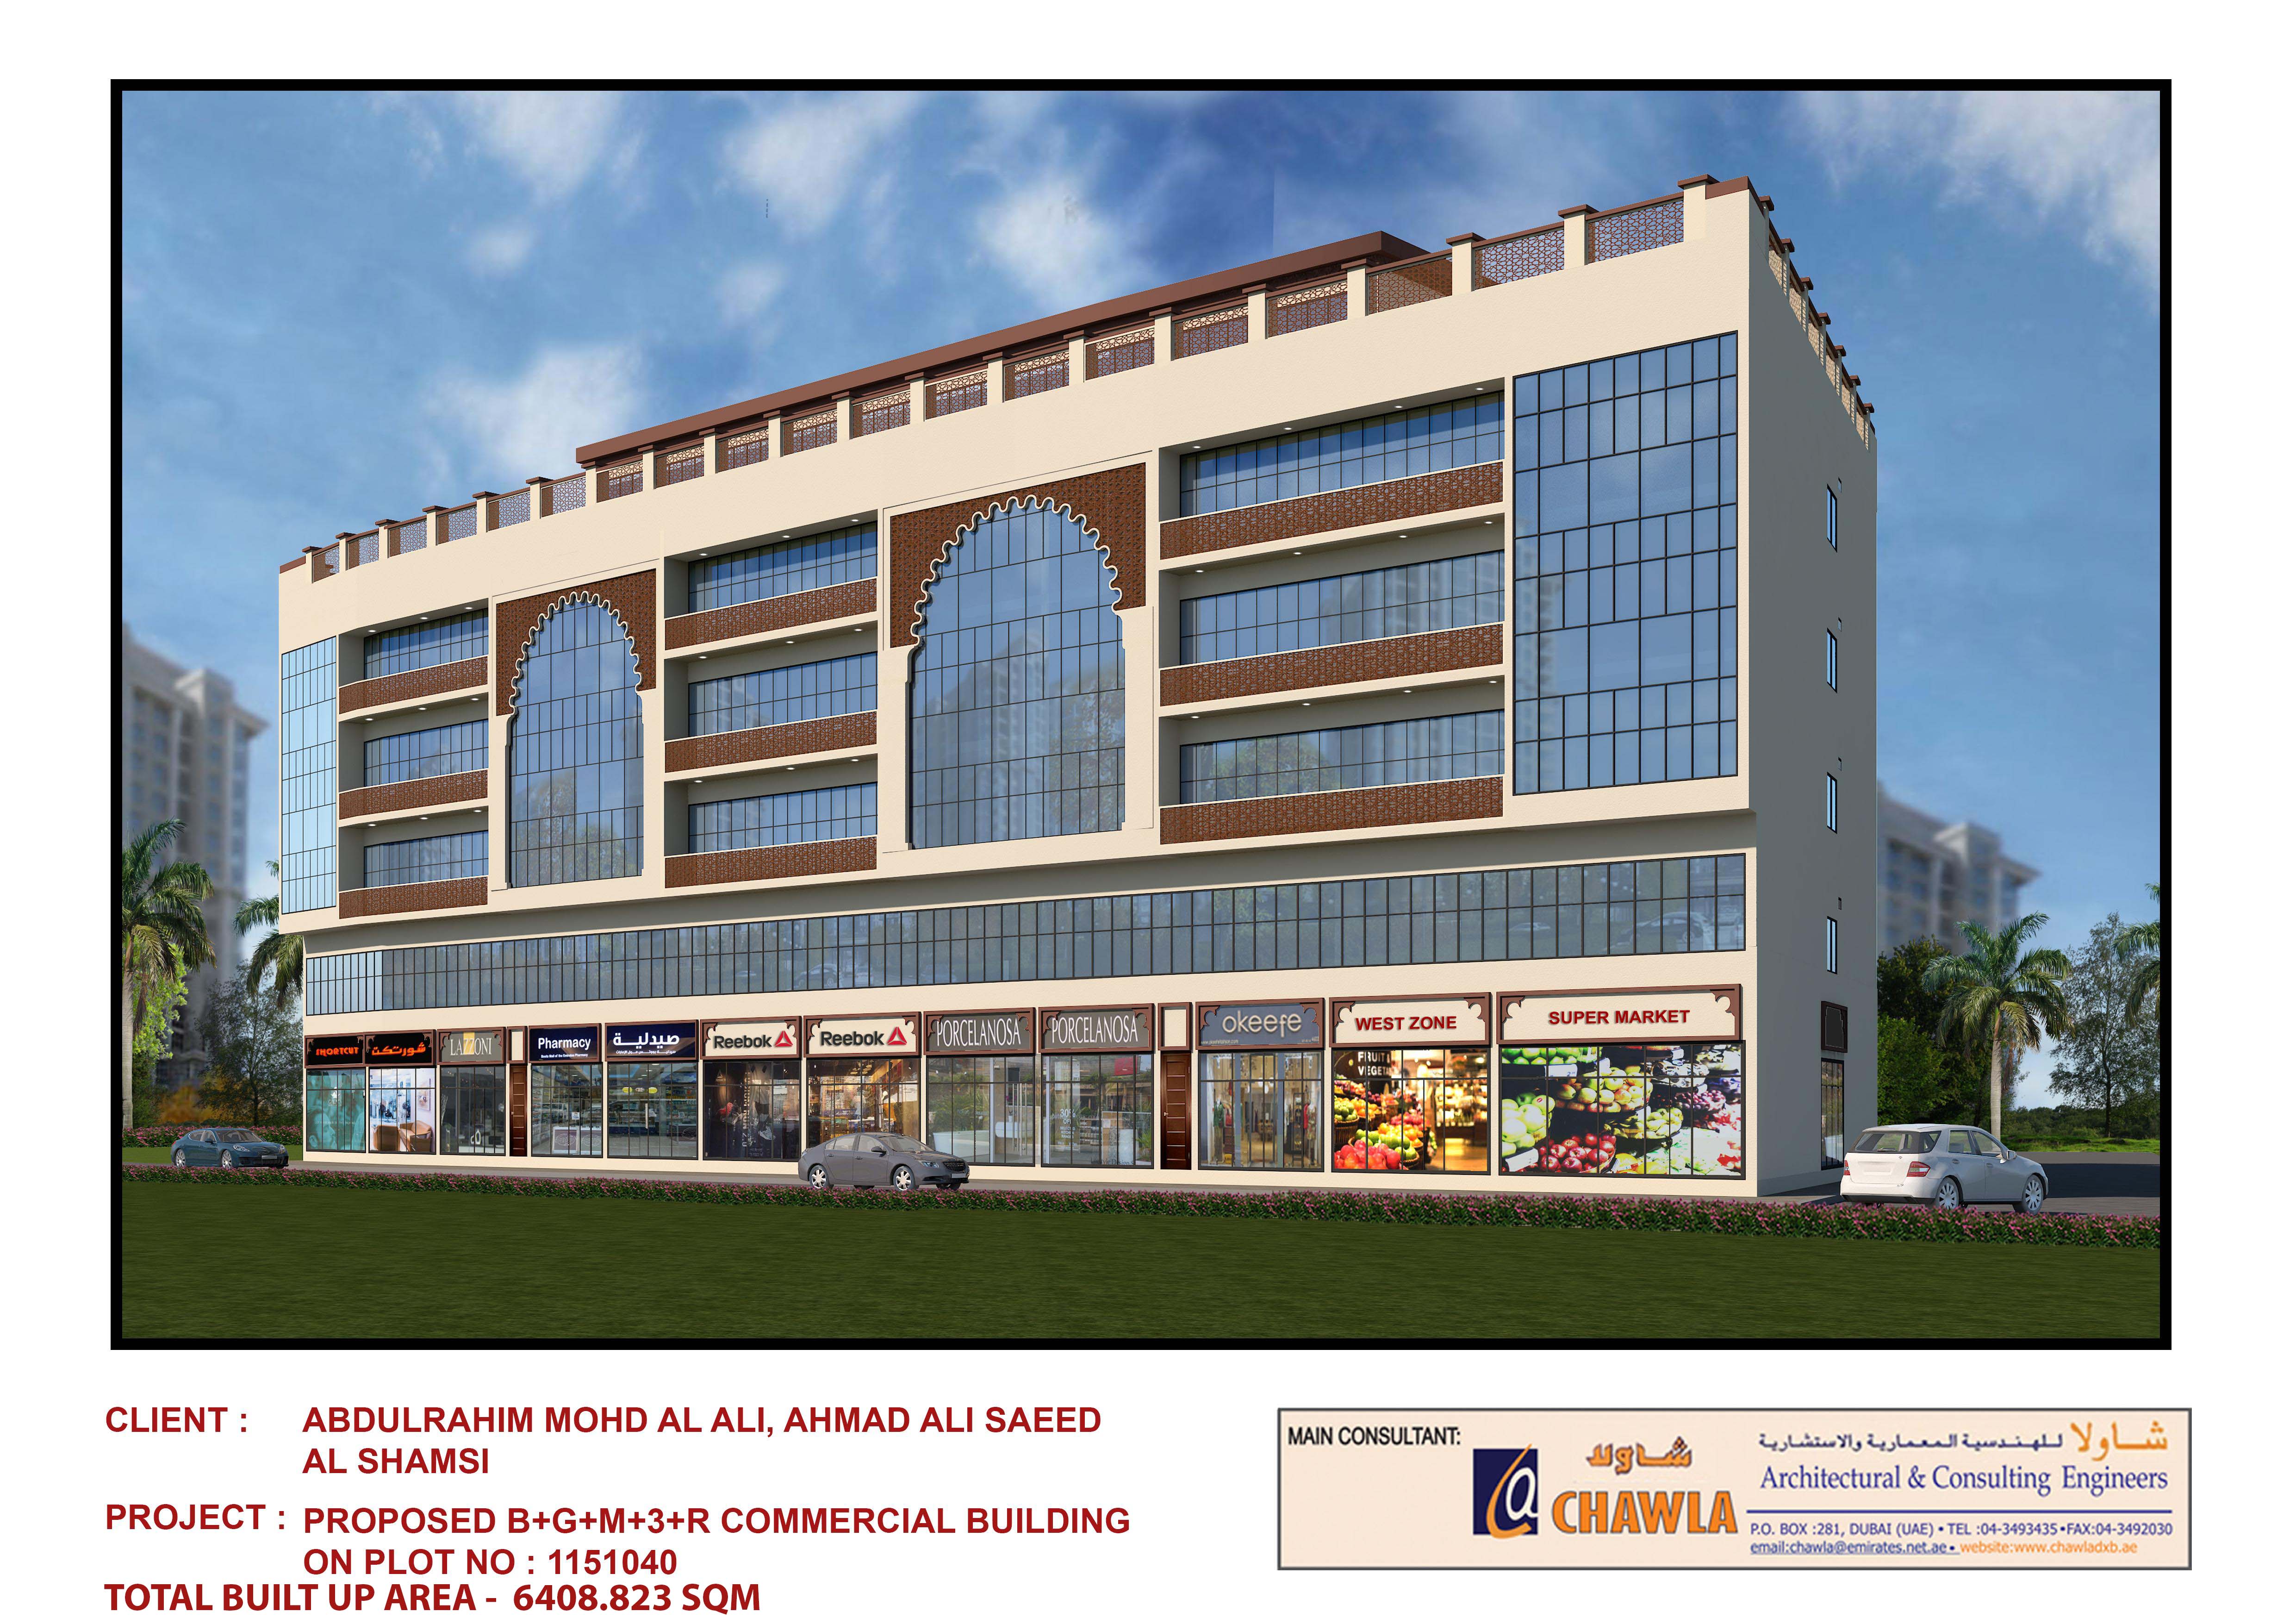 SHORTCUT
شورتكت
LAZZONI
Pharmacy
صيدلية
Reebok
Reebok
PORCELANOSA
PORCELANOSA
okeefe
WEST ZONE
SUPER MARKET
FRUIT
CLIENT : ABDULRAHIM MOHD AL ALI, AHMAD ALI SAEED
AL SHAMSI
PROJECT : PROPOSED B+G+M+3+R COMMERCIAL BUILDING
ON PLOT NO : 1151040
TOTAL BUILT UP AREA - 6408.823 SQM
MAIN CONSULTANT:
شاولا
CHAWLA
شاولا للهندسية المعمارية والاستشارية
Architectural & Consulting Engineers
P.O. BOX :281, DUBAI (UAE) • TEL :04-3493435 •FAX:04-3492030
email:chawla@emirates.net.ae • website:www.chawladxb.ae